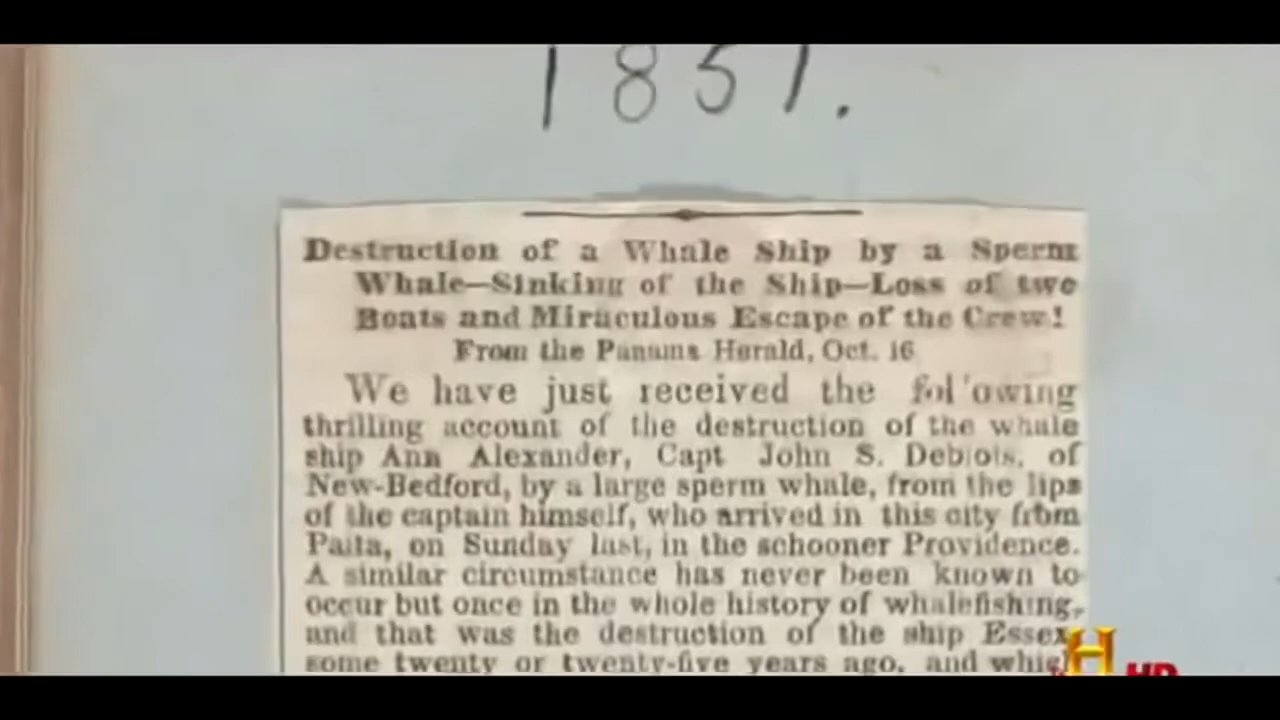 1851.
Destruction of a Whale Ship by a Sperm
Whale—Sinking of the Ship—Loss of two
Boats and Miraculous Escape of the Crew!
From the Panama Herald, Oct. 16
We have just received the fol'owing
thrilling account of the destruction of the whale
ship Ann Alexander, Capt John S. Debiois, of
New-Bedford, by a large sperm whale, from the lips
of the captain himself, who arrived in this city from
Paita, on Sunday last, in the schooner Providence.
A similar circumstance has never been known to
occur but once in the whole history of whalefishing,
and that was the destruction of the ship Essex
some twenty or twenty-five years ago, and which
H HD